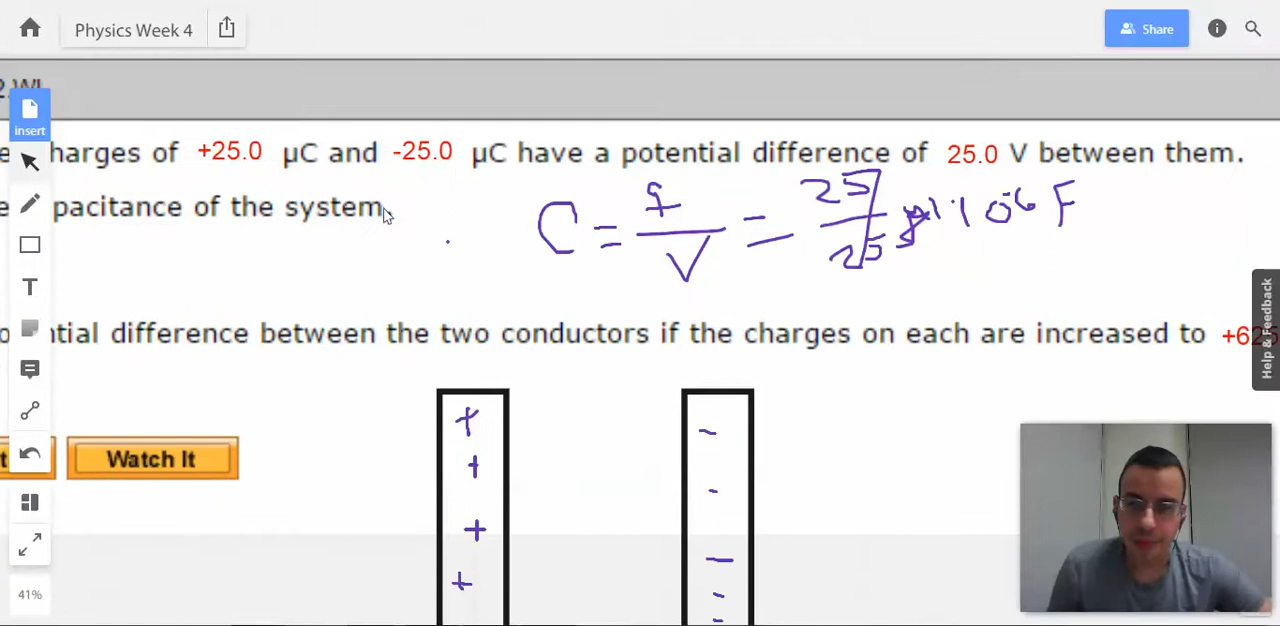 Physics Week 4
Share
insert
harges of +25.0 µC and -25.0 µC have a potential difference of 25.0 V between them.
pacitance of the system.
C = q / V = 25 / 25 · 10^-6 F
ntial difference between the two conductors if the charges on each are increased to +625
Watch It
+ -
+ -
+ -
+ -
-
41%
Help & Feedback